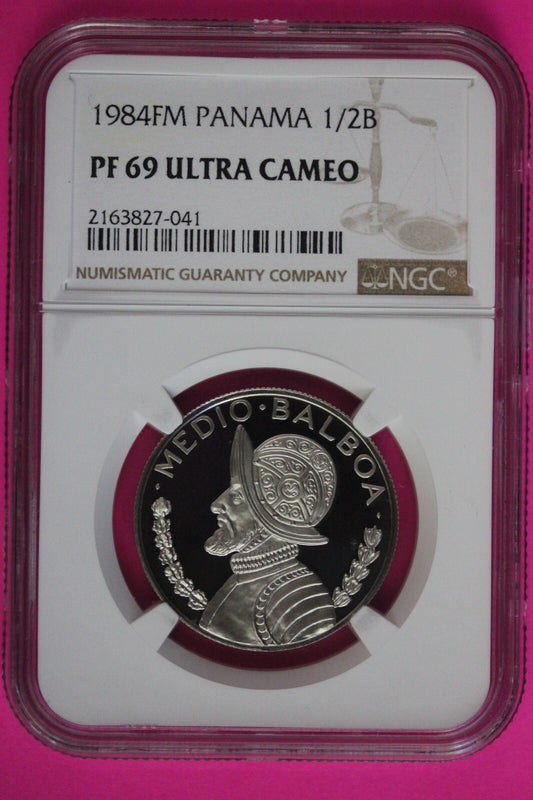 1984FM PANAMA 1/2B
PF 69 ULTRA CAMEO
2163827-041
NUMISMATIC GUARANTY COMPANY
NGC®
·MEDIO·BALBOA·